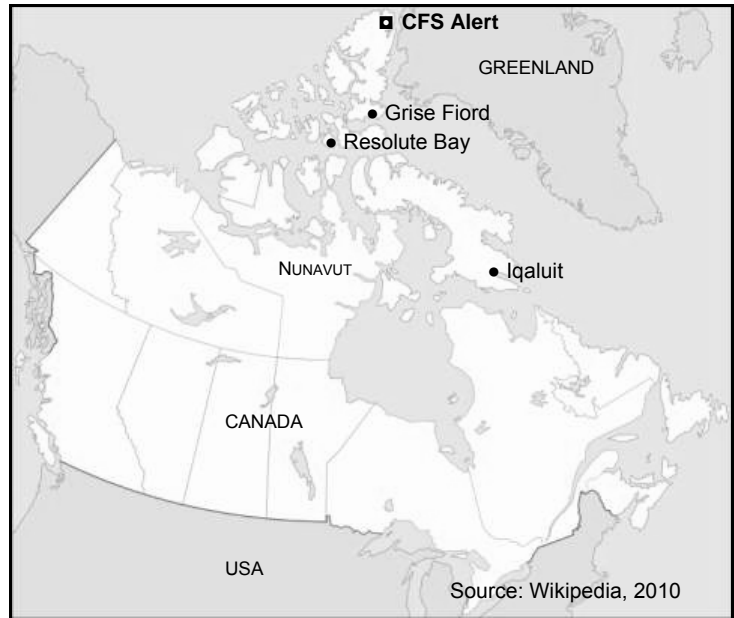 CFS Alert
GREENLAND
Grise Fiord
Resolute Bay
NUNAVUT
Iqaluit
CANADA
USA
Source: Wikipedia, 2010